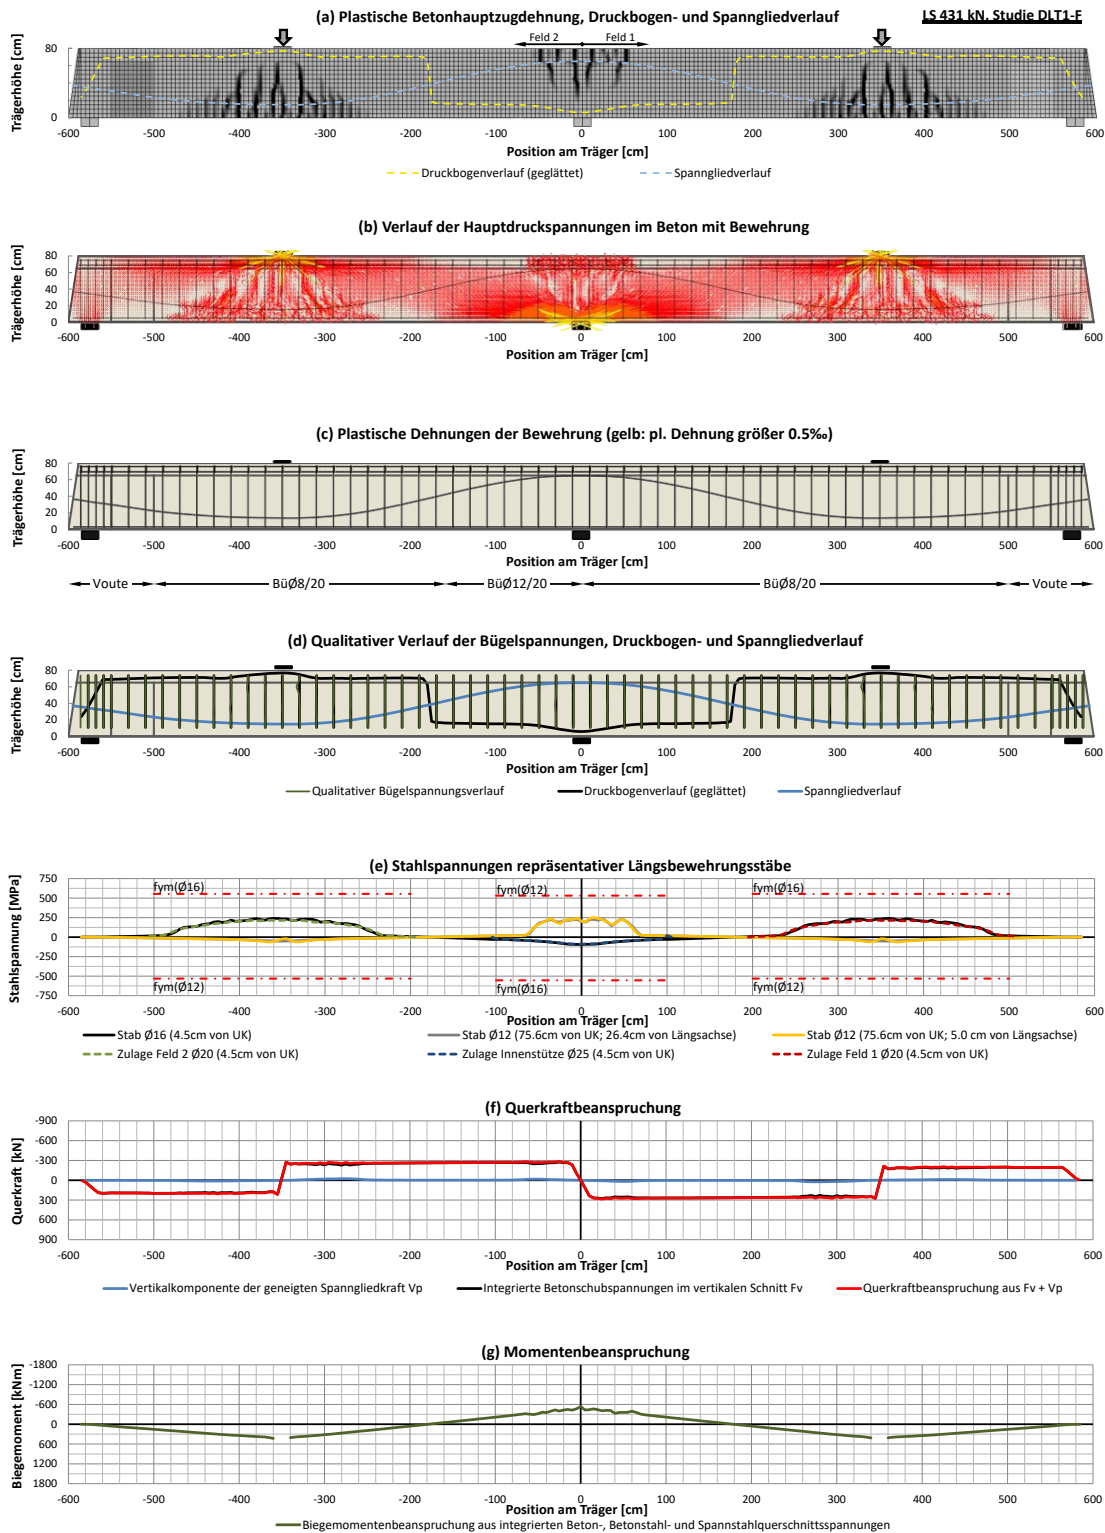 (a) Plastische Betonhauptzugdehnung, Druckbogen- und Spanngliedverlauf
LS 431 kN, Studie DLT1-F
Feld 2 Feld 1
Trägerhöhe [cm]
80
0
-600 -500 -400 -300 -200 -100 0 100 200 300 400 500 600
Position am Träger [cm]
Druckbogenverlauf (geglättet) Spanngliedverlauf
(b) Verlauf der Hauptdruckspannungen im Beton mit Bewehrung
Trägerhöhe [cm]
80
60
40
20
0
-600 -500 -400 -300 -200 -100 0 100 200 300 400 500 600
Position am Träger [cm]
(c) Plastische Dehnungen der Bewehrung (gelb: pl. Dehnung größer 0.5‰)
Trägerhöhe [cm]
80
60
40
20
0
-600 -500 -400 -300 -200 -100 0 100 200 300 400 500 600
Position am Träger [cm]
Voute BüØ8/20 BüØ12/20 BüØ8/20 Voute
(d) Qualitativer Verlauf der Bügelspannungen, Druckbogen- und Spanngliedverlauf
Trägerhöhe [cm]
80
60
40
20
0
-600 -500 -400 -300 -200 -100 0 100 200 300 400 500 600
Position am Träger [cm]
Qualitativer Bügelspannungsverlauf Druckbogenverlauf (geglättet) Spanngliedverlauf
(e) Stahlspannungen repräsentativer Längsbewehrungsstäbe
Stahlspannung [MPa]
750
500
250
0
-250
-500
-750
fym(Ø16) fym(Ø12) fym(Ø16)
fym(Ø12) fym(Ø16) fym(Ø12)
-600 -500 -400 -300 -200 -100 0 100 200 300 400 500 600
Position am Träger [cm]
Stab Ø16 (4.5cm von UK) Stab Ø12 (75.6cm von UK; 26.4cm von Längsachse) Stab Ø12 (75.6cm von UK; 5.0 cm von Längsachse)
Zulage Feld 2 Ø20 (4.5cm von UK) Zulage Innenstütze Ø25 (4.5cm von UK) Zulage Feld 1 Ø20 (4.5cm von UK)
(f) Querkraftbeanspruchung
Querkraft [kN]
-900
-600
-300
0
300
600
900
-600 -500 -400 -300 -200 -100 0 100 200 300 400 500 600
Position am Träger [cm]
Vertikalkomponente der geneigten Spanngliedkraft Vp Integrierte Betonschubspannungen im vertikalen Schnitt Fv Querkraftbeanspruchung aus Fv + Vp
(g) Momentenbeanspruchung
Biegemoment [kNm]
-1800
-1200
-600
0
600
1200
1800
-600 -500 -400 -300 -200 -100 0 100 200 300 400 500 600
Position am Träger [cm]
Biegemomentenbeanspruchung aus integrierten Beton-, Betonstahl- und Spannstahlquerschnittsspannungen